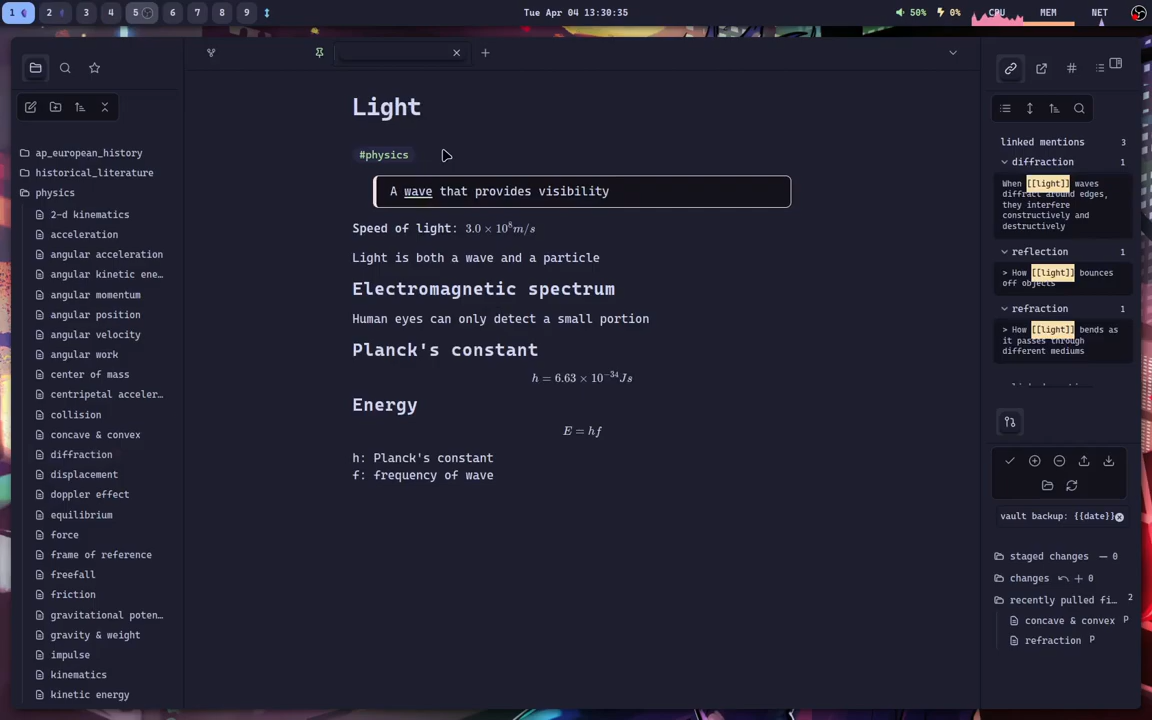 1 2 3 4 5 6 7 8 9
Tue Apr 04 13:30:35
50% 0% CPU MEM NET
ap_european_history
historical_literature
physics
2-d kinematics
acceleration
angular acceleration
angular kinetic ene…
angular momentum
angular position
angular velocity
angular work
center of mass
centripetal acceler…
collision
concave & convex
diffraction
displacement
doppler effect
equilibrium
force
frame of reference
freefall
friction
gravitational poten…
gravity & weight
impulse
kinematics
kinetic energy
Light
#physics
A wave that provides visibility
Speed of light: 3.0 × 10⁸m/s
Light is both a wave and a particle
Electromagnetic spectrum
Human eyes can only detect a small portion
Planck's constant
h = 6.63 × 10⁻³⁴Js
Energy
E = hf
h: Planck's constant
f: frequency of wave
linked mentions 3
diffraction 1
When [[light]] waves
diffract around edges,
they interfere
constructively and
destructively
reflection 1
> How [[light]] bounces
off objects
refraction 1
> How [[light]] bends as
it passes through
different mediums
vault backup: {{date}}
staged changes 0
changes 0
recently pulled fi… 2
concave & convex P
refraction P